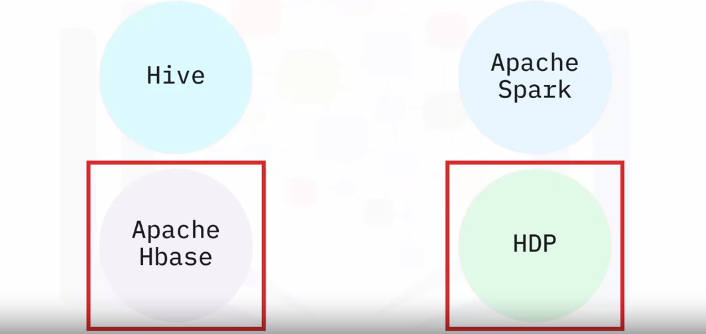 Hive
Apache
Spark
Apache
Hbase
HDP